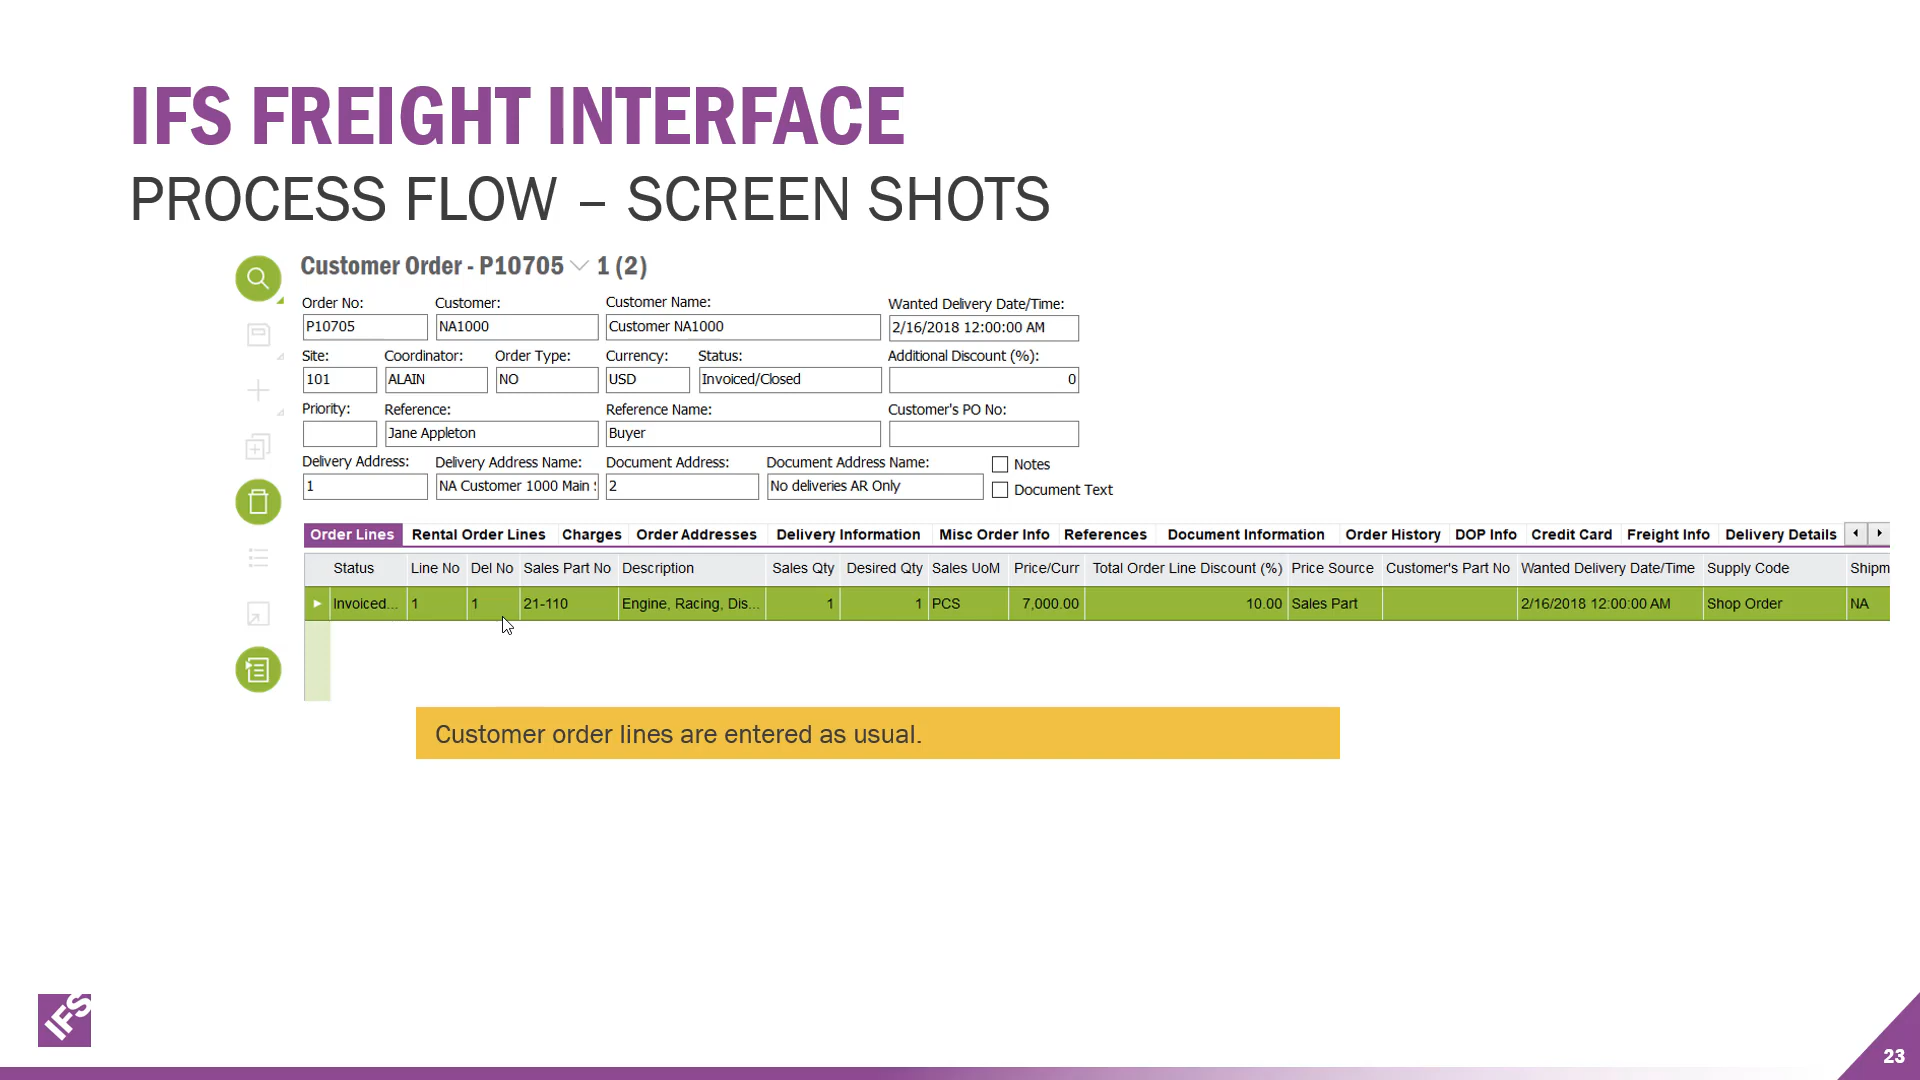 IFS FREIGHT INTERFACE
PROCESS FLOW – SCREEN SHOTS
Customer Order - P10705 1 (2)
Order No: Customer: Customer Name: Wanted Delivery Date/Time:
P10705 NA1000 Customer NA1000 2/16/2018 12:00:00 AM
Site: Coordinator: Order Type: Currency: Status: Additional Discount (%):
101 ALAIN NO USD Invoiced/Closed 0
Priority: Reference: Reference Name: Customer's PO No:
Jane Appleton Buyer
Delivery Address: Delivery Address Name: Document Address: Document Address Name: Notes
1 NA Customer 1000 Main 2 No deliveries AR Only Document Text
Order Lines Rental Order Lines Charges Order Addresses Delivery Information Misc Order Info References Document Information Order History DOP Info Credit Card Freight Info Delivery Details
Status Line No Del No Sales Part No Description Sales Qty Desired Qty Sales UoM Price/Curr Total Order Line Discount (%) Price Source Customer's Part No Wanted Delivery Date/Time Supply Code Shipm
Invoiced... 1 1 21-110 Engine, Racing, Dis... 1 1 PCS 7,000.00 10.00 Sales Part 2/16/2018 12:00:00 AM Shop Order NA
Customer order lines are entered as usual.
IFS
23